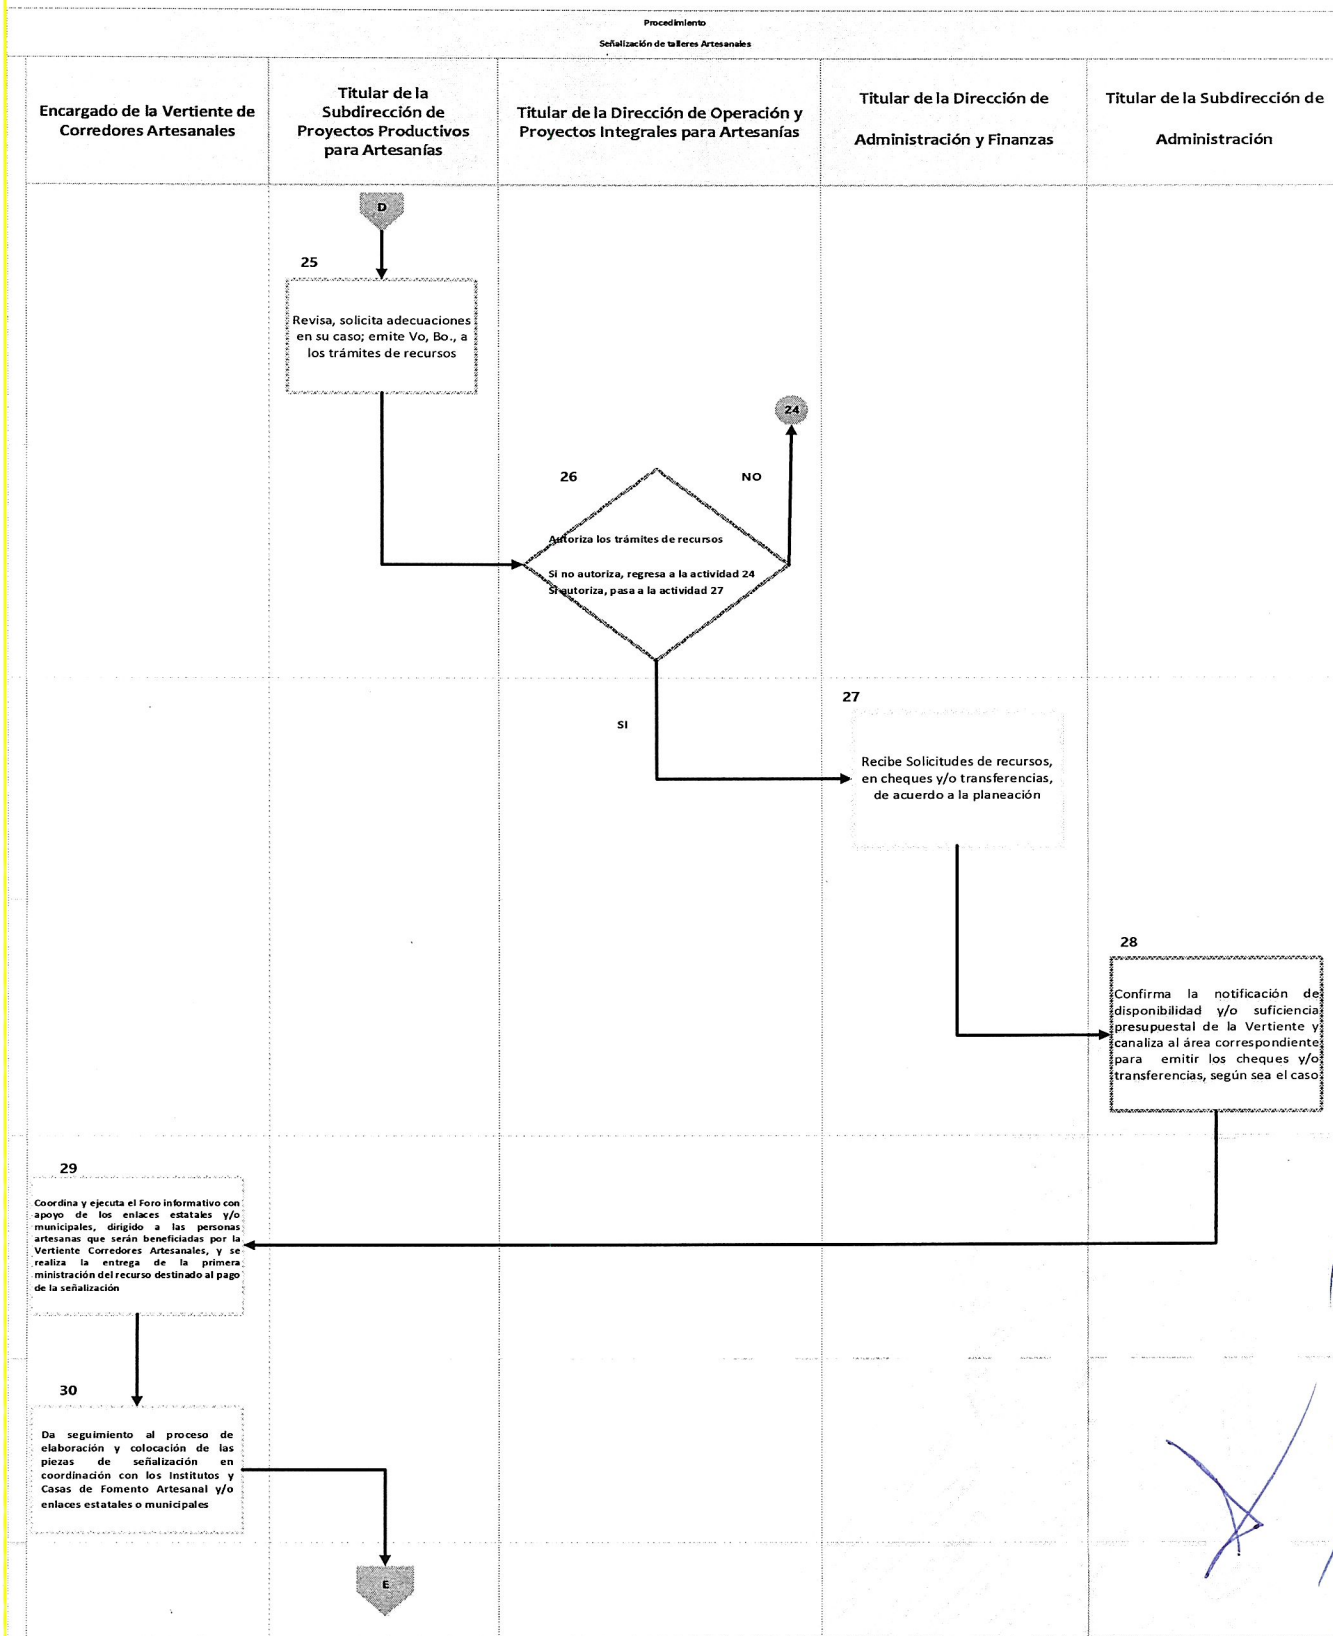 Procedimiento
Señalización de talleres Artesanales
Encargado de la Vertiente de
Corredores Artesanales
Titular de la
Subdirección de
Proyectos Productivos
para Artesanías
Titular de la Dirección de Operación y
Proyectos Integrales para Artesanías
Titular de la Dirección de
Administración y Finanzas
Titular de la Subdirección de
Administración
D
25
Revisa, solicita adecuaciones
en su caso; emite Vo, Bo., a
los trámites de recursos
24
26
NO
Autoriza los trámites de recursos
Si no autoriza, regresa a la actividad 24
Si autoriza, pasa a la actividad 27
SI
27
Recibe Solicitudes de recursos,
en cheques y/o transferencias,
de acuerdo a la planeación
28
Confirma la notificación de
disponibilidad y/o suficiencia
presupuestal de la Vertiente y
canaliza al área correspondiente
para emitir los cheques y/o
transferencias, según sea el caso
29
Coordina y ejecuta el Foro informativo con
apoyo de los enlaces estatales y/o
municipales, dirigido a las personas
artesanas que serán beneficiadas por la
Vertiente Corredores Artesanales, y se
realiza la entrega de la primera
ministración del recurso destinado al pago
de la señalización
30
Da seguimiento al proceso de
elaboración y colocación de las
piezas de señalización en
coordinación con los Institutos y
Casas de Fomento Artesanal y/o
enlaces estatales o municipales
E